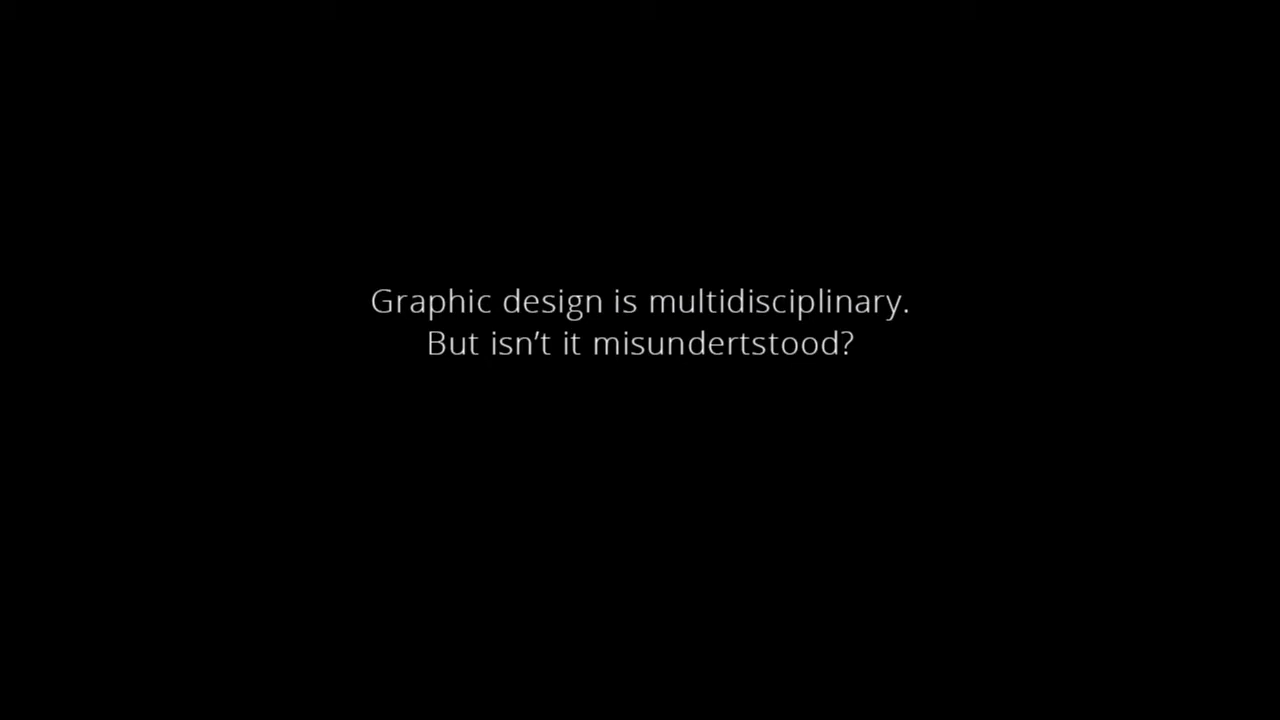 Graphic design is multidisciplinary.
But isn’t it misundertstood?